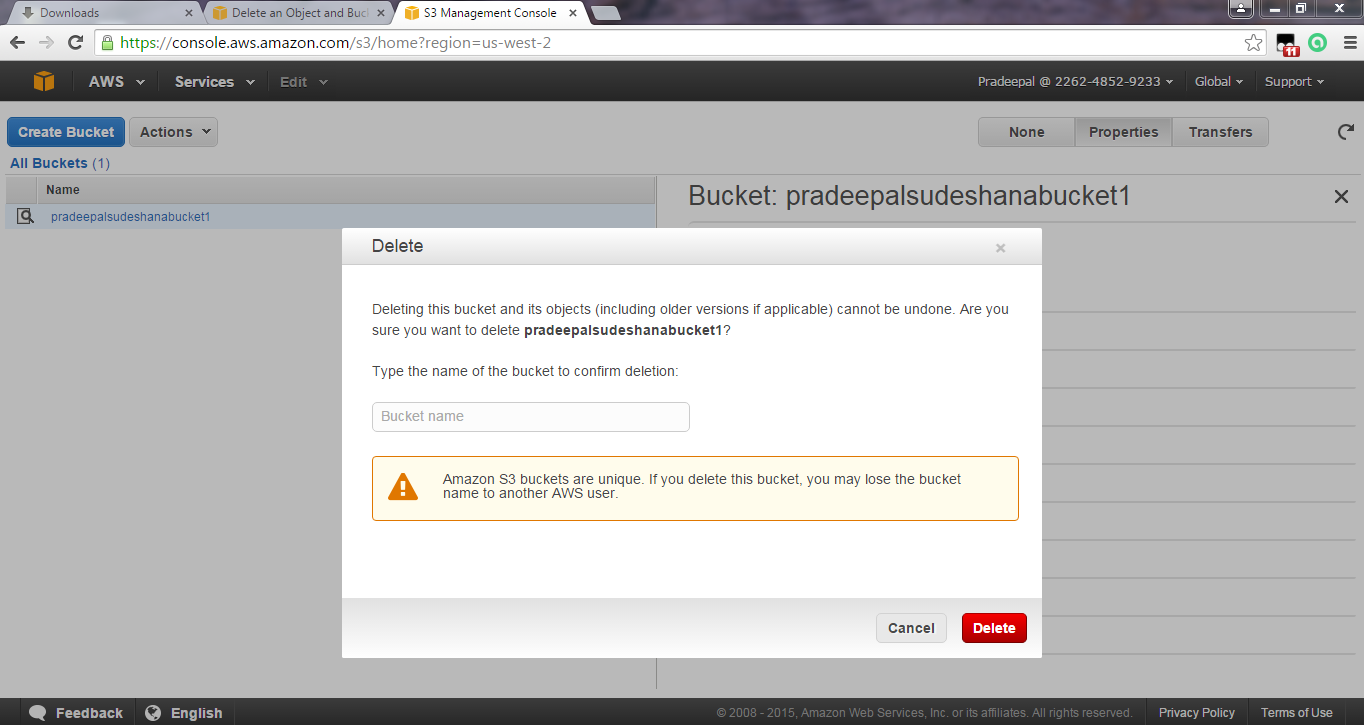 Downloads
Delete an Object and Buc
S3 Management Console
https://console.aws.amazon.com/s3/home?region=us-west-2
11
AWS Services Edit Pradeepal @ 2262-4852-9233 Global Support
Create Bucket Actions None Properties Transfers
All Buckets (1)
Name
pradeepalsudeshanabucket1
Bucket: pradeepalsudeshanabucket1
Delete
Deleting this bucket and its objects (including older versions if applicable) cannot be undone. Are you
sure you want to delete pradeepalsudeshanabucket1?
Type the name of the bucket to confirm deletion:
Bucket name
Amazon S3 buckets are unique. If you delete this bucket, you may lose the bucket
name to another AWS user.
Cancel Delete
Feedback English © 2008 - 2015, Amazon Web Services, Inc. or its affiliates. All rights reserved. Privacy Policy Terms of Use